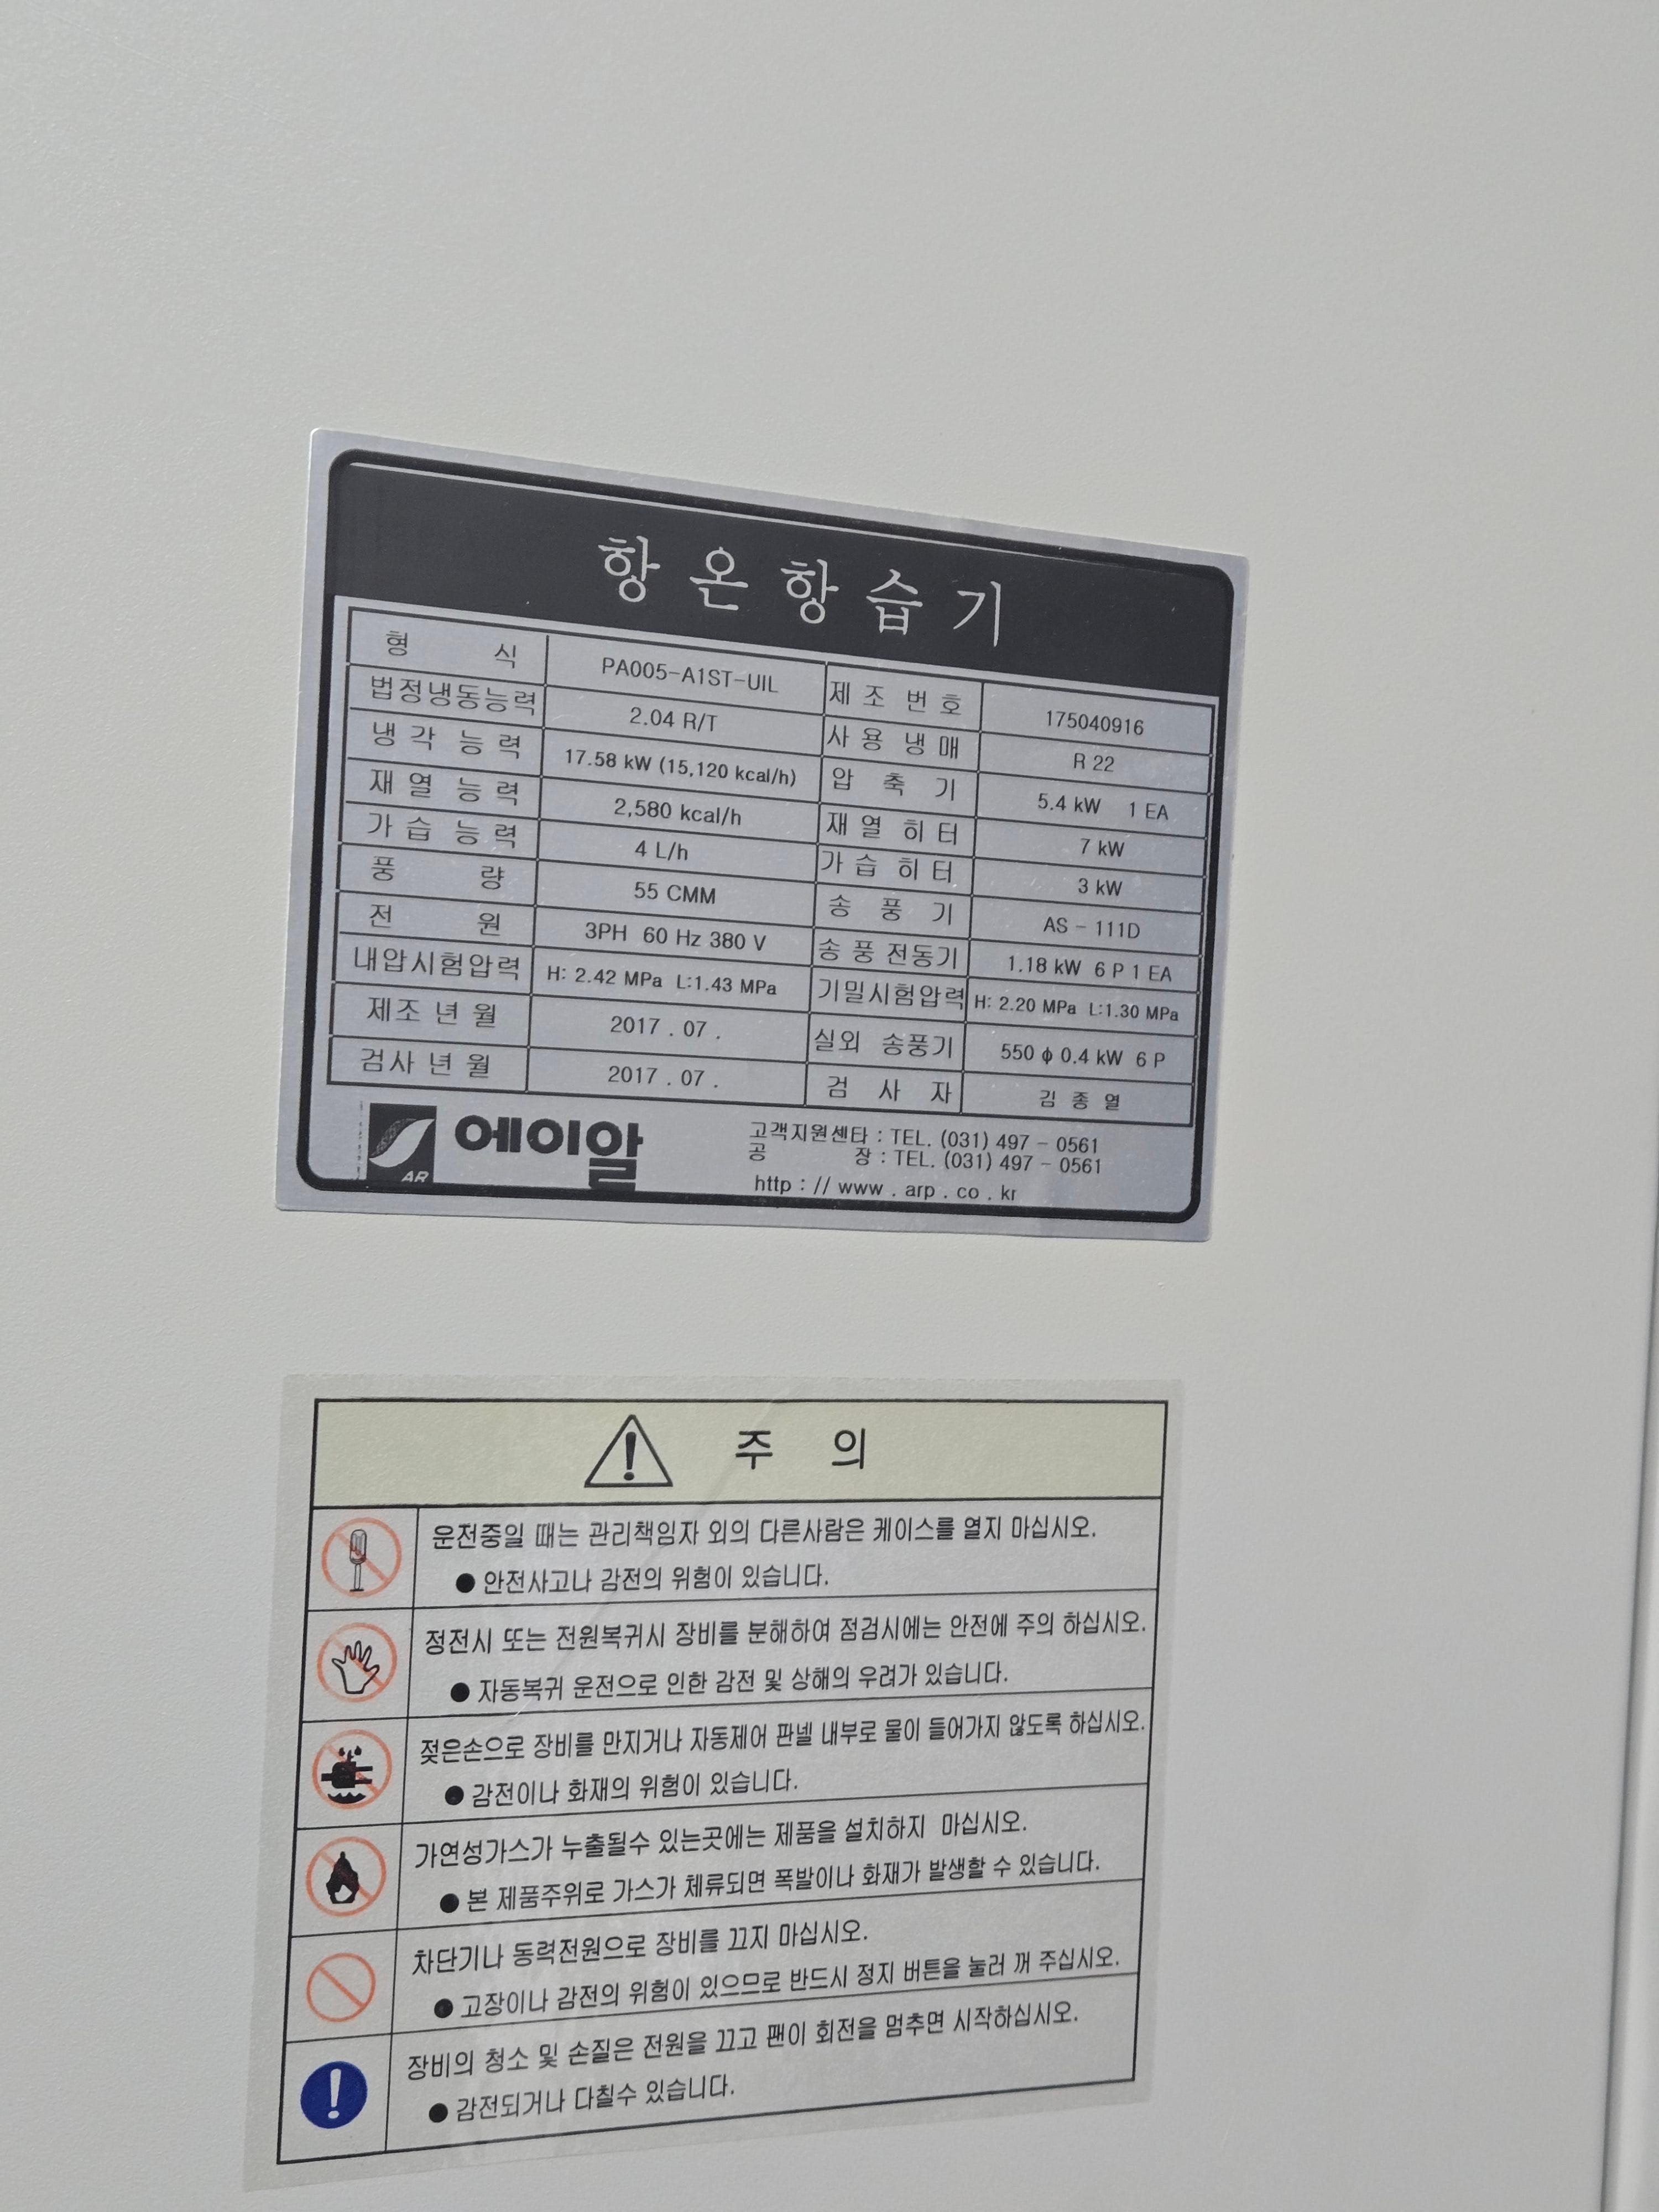 항온항습기
형 식 PA005-A1ST-UIL 제조 번호 175040916
법정냉동능력 2.04 R/T 사용 냉매 R 22
냉각 능력 17.58 kW (15,120 kcal/h) 압축기 5.4 kW 1 EA
재열 능력 2,580 kcal/h 재열 히터 7 kW
가습 능력 4 L/h 가습 히터 3 kW
풍 량 55 CMM 송풍기 AS - 111D
전 원 3PH 60 Hz 380 V 송풍 전동기 1.18 kW 6 P 1 EA
내압시험압력 H: 2.42 MPa L:1.43 MPa 기밀시험압력 H: 2.20 MPa L:1.30 MPa
제조 년 월 2017 . 07 . 실외 송풍기 550 ϕ 0.4 kW 6 P
검사 년 월 2017 . 07 . 검 사 자 김 종 열
AR 에이알
고객지원센타 : TEL. (031) 497 - 0561
공 장 : TEL. (031) 497 - 0561
http : // www . arp . co . kr
주 의
운전중일 때는 관리책임자 외의 다른사람은 케이스를 열지 마십시오.
● 안전사고나 감전의 위험이 있습니다.
정전시 또는 전원복귀시 장비를 분해하여 점검시에는 안전에 주의 하십시오.
● 자동복귀 운전으로 인한 감전 및 상해의 우려가 있습니다.
젖은손으로 장비를 만지거나 자동제어 판넬 내부로 물이 들어가지 않도록 하십시오.
● 감전이나 화재의 위험이 있습니다.
가연성가스가 누출될수 있는곳에는 제품을 설치하지 마십시오.
● 본 제품주위로 가스가 체류되면 폭발이나 화재가 발생할 수 있습니다.
차단기나 동력전원으로 장비를 끄지 마십시오.
● 고장이나 감전의 위험이 있으므로 반드시 정지 버튼을 눌러 꺼 주십시오.
장비의 청소 및 손질은 전원을 끄고 팬이 회전을 멈추면 시작하십시오.
● 감전되거나 다칠수 있습니다.